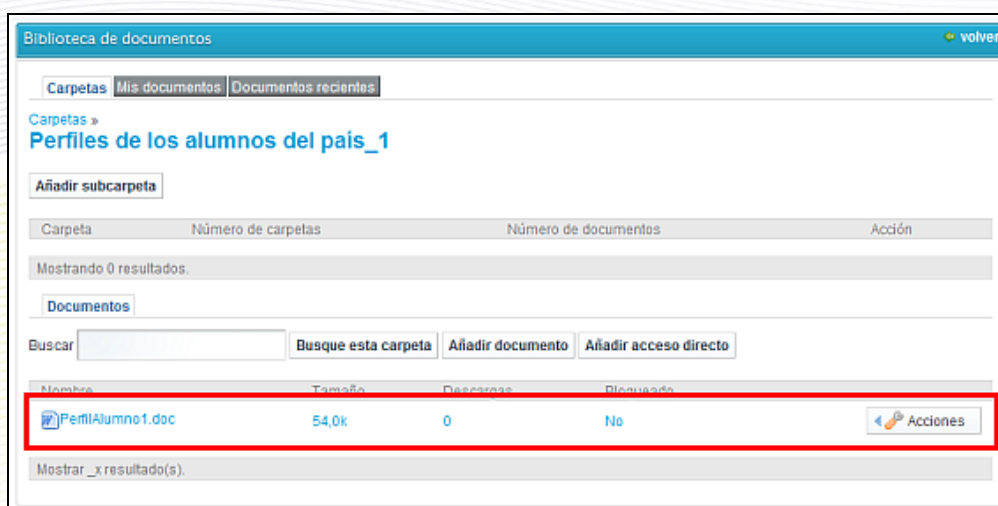 Biblioteca de documentos volver
Carpetas Mis documentos Documentos recientes
Carpetas »
Perfiles de los alumnos del pais_1
Añadir subcarpeta
Carpeta Número de carpetas Número de documentos Acción
Mostrando 0 resultados.
Documentos
Buscar Busque esta carpeta Añadir documento Añadir acceso directo
Nombre Tamaño Descargas Bloqueado
PerfilAlumno1.doc 54,0k 0 No Acciones
Mostrar _x resultado(s).